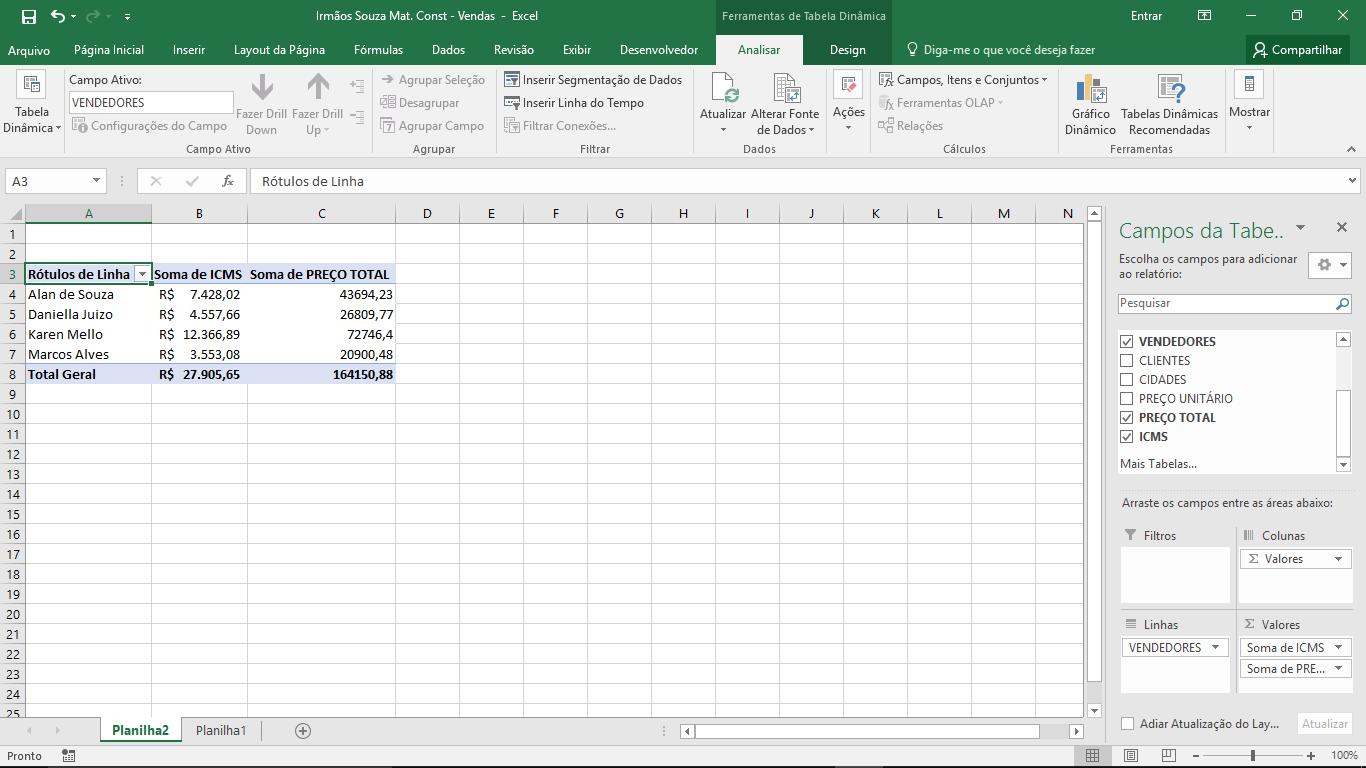 Irmãos Souza Mat. Const - Vendas - Excel
Ferramentas de Tabela Dinâmica
Entrar
Arquivo Página Inicial Inserir Layout da Página Fórmulas Dados Revisão Exibir Desenvolvedor Analisar Design Diga-me o que você deseja fazer Compartilhar
Tabela Dinâmica
Campo Ativo:
VENDEDORES
Configurações do Campo
Fazer Drill Down
Fazer Drill Up
Campo Ativo
Agrupar Seleção
Desagrupar
Agrupar Campo
Agrupar
Inserir Segmentação de Dados
Inserir Linha do Tempo
Filtrar Conexões...
Filtrar
Atualizar
Alterar Fonte de Dados
Dados
Ações
Campos, Itens e Conjuntos
Ferramentas OLAP
Relações
Cálculos
Gráfico Dinâmico
Tabelas Dinâmicas Recomendadas
Ferramentas
Mostrar
A3
fx
Rótulos de Linha
A B C D E F G H I J K L M N
1
2
3 Rótulos de Linha Soma de ICMS Soma de PREÇO TOTAL
4 Alan de Souza R$ 7.428,02 43694,23
5 Daniella Juizo R$ 4.557,66 26809,77
6 Karen Mello R$ 12.366,89 72746,4
7 Marcos Alves R$ 3.553,08 20900,48
8 Total Geral R$ 27.905,65 164150,88
9
10
11
12
13
14
15
16
17
18
19
20
21
22
23
24
25
Campos da Tabe..
Escolha os campos para adicionar
ao relatório:
Pesquisar
VENDEDORES
CLIENTES
CIDADES
PREÇO UNITÁRIO
PREÇO TOTAL
ICMS
Mais Tabelas...
Arraste os campos entre as áreas abaixo:
Filtros
Colunas
Σ Valores
Linhas
Σ Valores
VENDEDORES
Soma de ICMS
Soma de PRE...
Adiar Atualização do Lay...
Atualizar
Planilha2 Planilha1
Pronto
100%